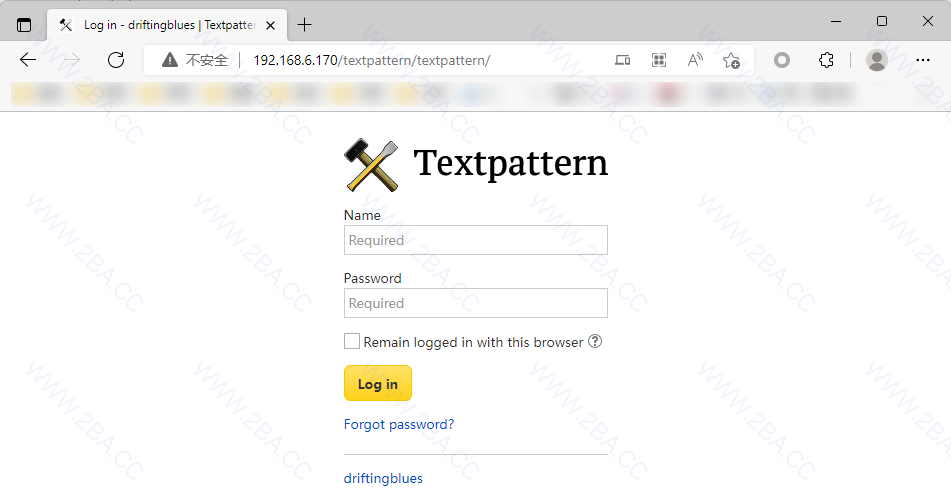 Log in - driftingblues | Textpatter
不安全 192.168.6.170/textpattern/textpattern/
Textpattern
Name
Required
Password
Required
Remain logged in with this browser
Log in
Forgot password?
driftingblues
WWW.2BA.CC